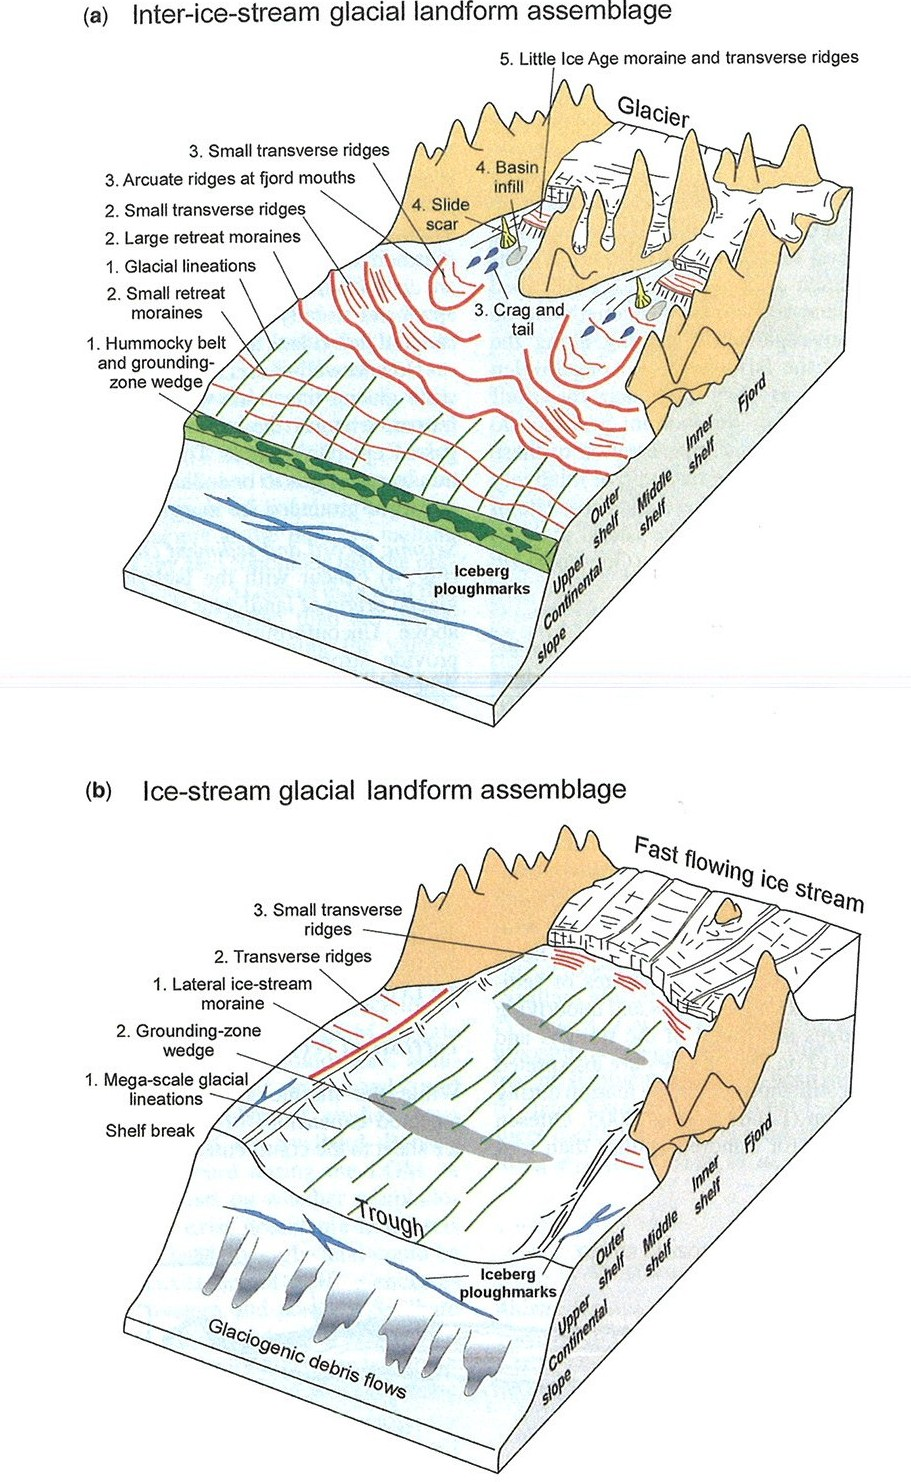 (a) Inter-ice-stream glacial landform assemblage
5. Little Ice Age moraine and transverse ridges
Glacier
3. Small transverse ridges
4. Basin
infill
3. Arcuate ridges at fjord mouths
4. Slide
scar
2. Small transverse ridges
2. Large retreat moraines
1. Glacial lineations
2. Small retreat
moraines
3. Crag and
tail
1. Hummocky belt
and grounding-
zone wedge
Fjord
Inner
shelf
Middle
shelf
Outer
shelf
Upper
Continental
slope
Iceberg
ploughmarks
(b) Ice-stream glacial landform assemblage
Fast flowing ice stream
3. Small transverse
ridges
2. Transverse ridges
1. Lateral ice-stream
moraine
2. Grounding-zone
wedge
1. Mega-scale glacial
lineations
Shelf break
Trough
Fjord
Inner
shelf
Middle
shelf
Outer
shelf
Upper
Continental
slope
Iceberg
ploughmarks
Glaciogenic debris flows